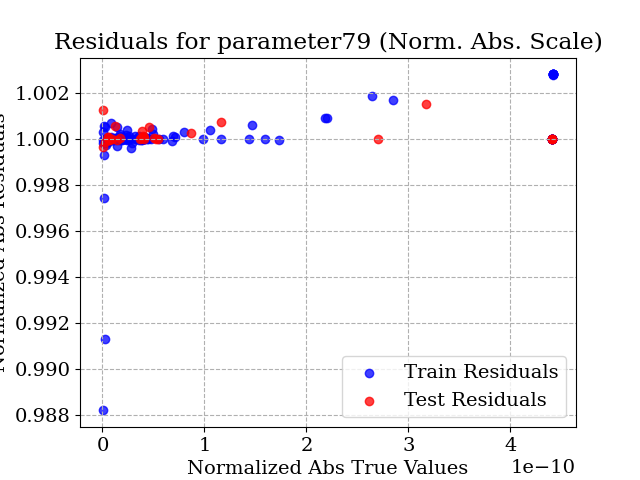 Residuals for parameter79 (Norm. Abs. Scale)
1.002
1.000
0.998
0.996
0.994
0.992
0.990
0.988
Normalized Abs Residuals
Train Residuals
Test Residuals
0
1
2
3
4
1e−10
Normalized Abs True Values